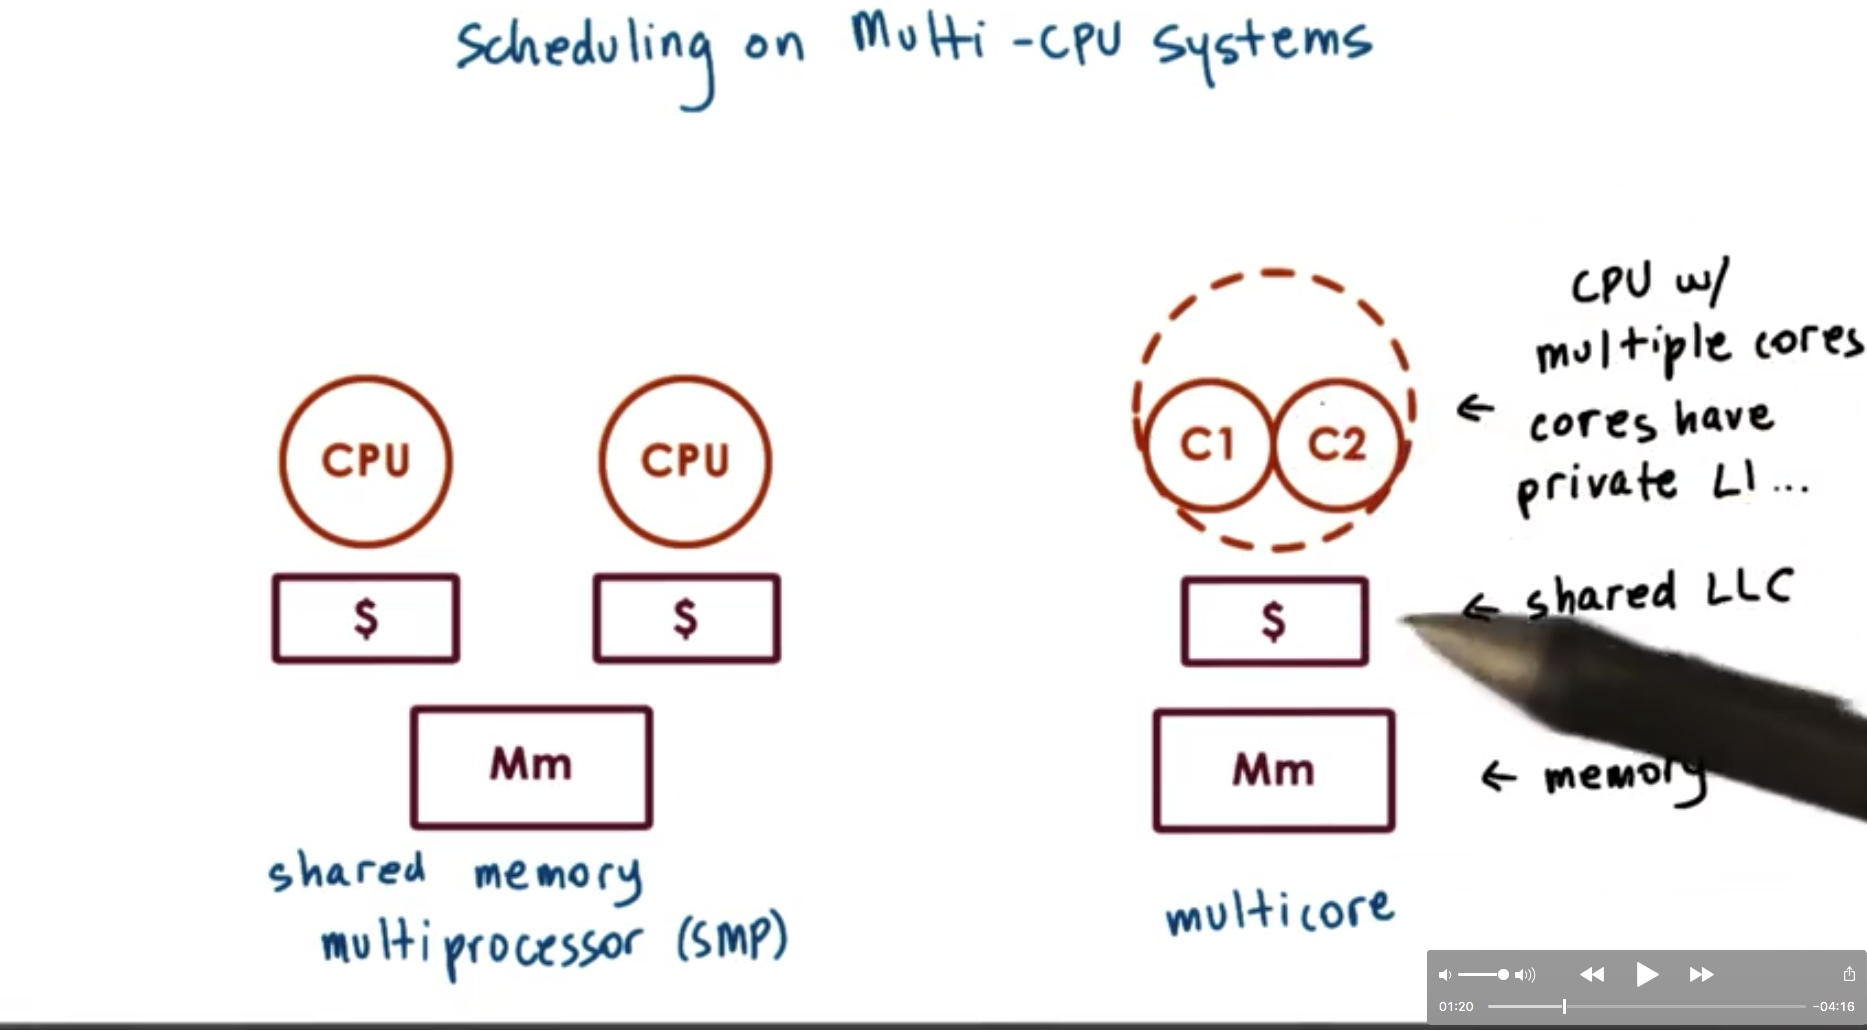 Scheduling on Multi-CPU Systems
CPU
CPU
$
$
Mm
shared memory
multiprocessor (SMP)
C1
C2
$
Mm
multicore
CPU w/
multiple cores
← cores have
private L1...
← shared LLC
← memory
01:20
-04:16